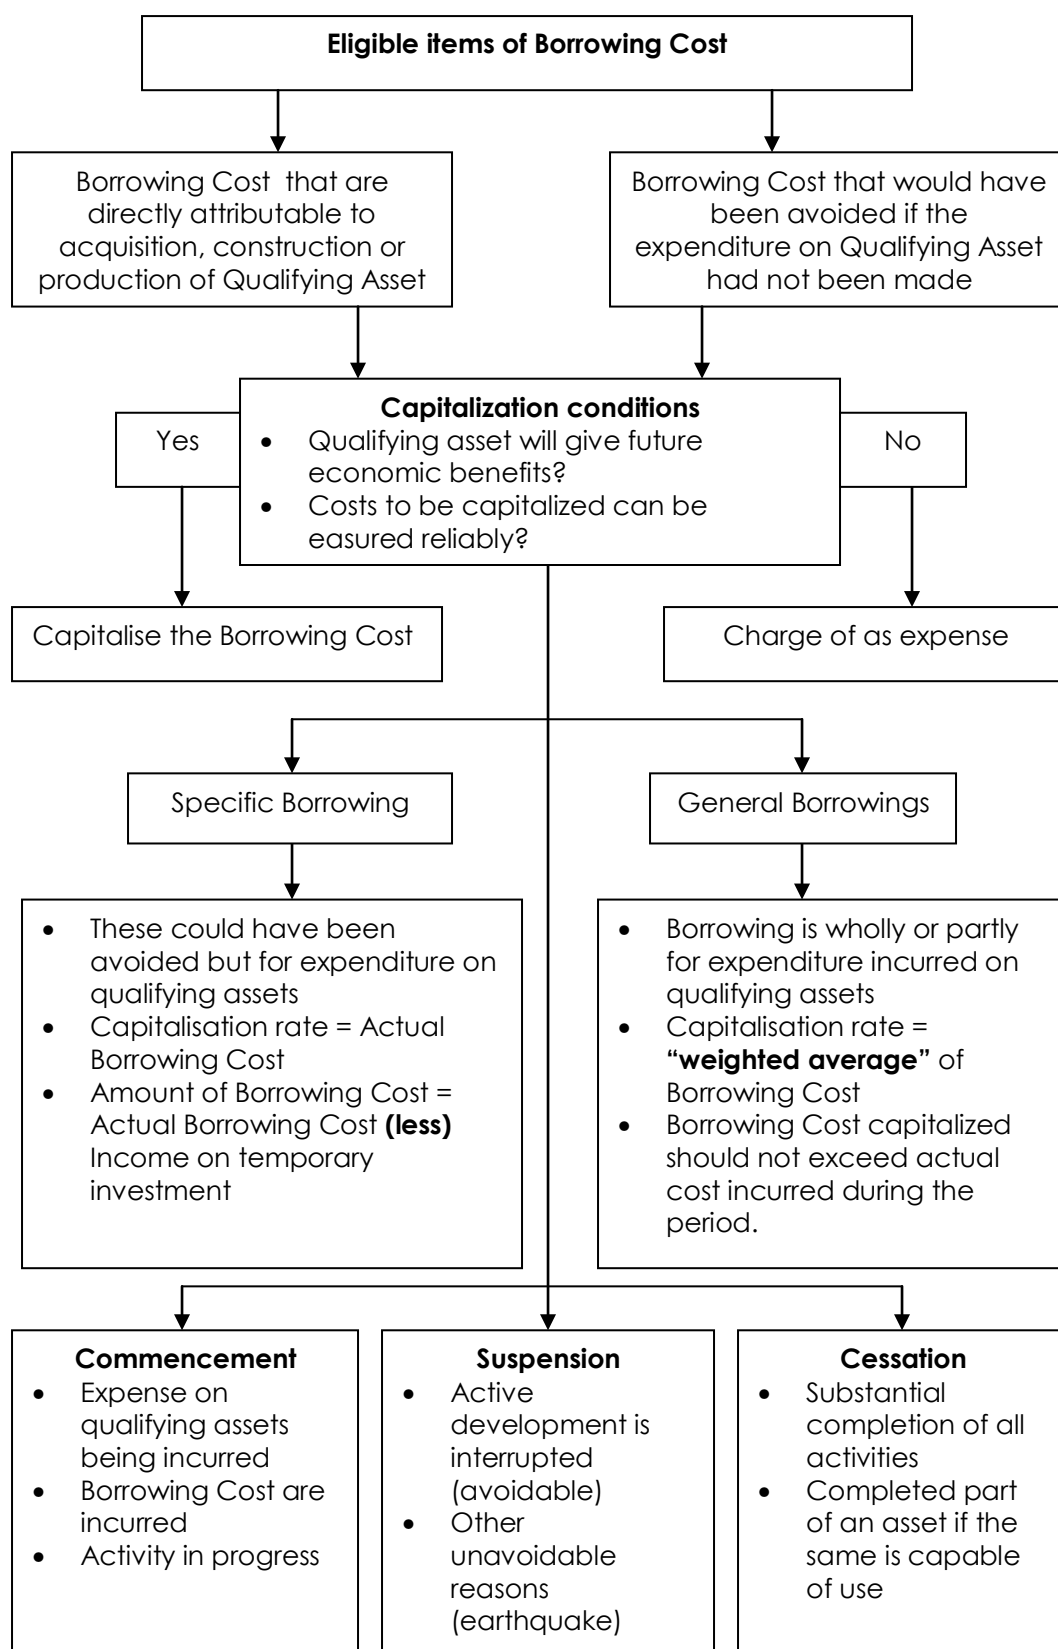 Eligible items of Borrowing Cost
Borrowing Cost that are
directly attributable to
acquisition, construction or
production of Qualifying Asset
Borrowing Cost that would have
been avoided if the
expenditure on Qualifying Asset
had not been made
Yes
Capitalization conditions
• Qualifying asset will give future
economic benefits?
• Costs to be capitalized can be
easured reliably?
No
Capitalise the Borrowing Cost
Charge of as expense
Specific Borrowing
General Borrowings
• These could have been
avoided but for expenditure on
qualifying assets
• Capitalisation rate = Actual
Borrowing Cost
• Amount of Borrowing Cost =
Actual Borrowing Cost (less)
Income on temporary
investment
• Borrowing is wholly or partly
for expenditure incurred on
qualifying assets
• Capitalisation rate =
“weighted average” of
Borrowing Cost
• Borrowing Cost capitalized
should not exceed actual
cost incurred during the
period.
Commencement
• Expense on
qualifying assets
being incurred
• Borrowing Cost are
incurred
• Activity in progress
Suspension
• Active
development is
interrupted
(avoidable)
• Other
unavoidable
reasons
(earthquake)
Cessation
• Substantial
completion of all
activities
• Completed part
of an asset if the
same is capable
of use